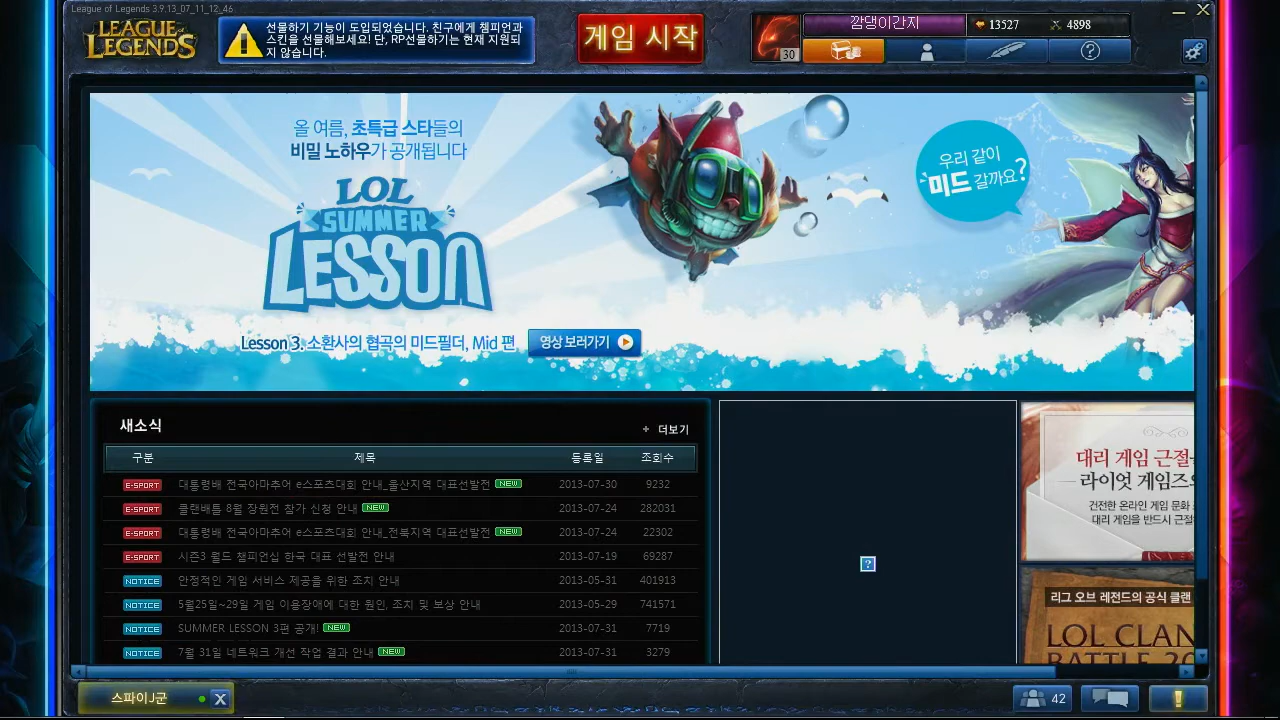 League of Legends 3.9.13_07_11_12_46
LEAGUE OF LEGENDS
선물하기 기능이 도입되었습니다. 친구에게 챔피언과
스킨을 선물해보세요! 단, RP선물하기는 현재 지원되
지 않습니다.
게임 시작
30
깜댕이간지
13527
4898
올 여름, 초특급 스타들의
비밀 노하우가 공개됩니다
LOL
SUMMER
LESSON
Lesson 3. 소환사의 협곡의 미드필더, Mid 편
영상 보러가기
우리 같이
미드 갈까요?
새소식
+ 더보기
구분 제목 등록일 조회수
E-SPORT 대통령배 전국아마추어 e스포츠대회 안내_울산지역 대표선발전 NEW 2013-07-30 9232
E-SPORT 클랜배틀 8월 장원전 참가 신청 안내 NEW 2013-07-24 282031
E-SPORT 대통령배 전국아마추어 e스포츠대회 안내_전북지역 대표선발전 NEW 2013-07-24 22302
E-SPORT 시즌3 월드 챔피언십 한국 대표 선발전 안내 2013-07-19 69287
NOTICE 안정적인 게임 서비스 제공을 위한 조치 안내 2013-05-31 401913
NOTICE 5월25일~29일 게임 이용장애에 대한 원인, 조치 및 보상 안내 2013-05-29 741571
NOTICE SUMMER LESSON 3편 공개! NEW 2013-07-31 7719
NOTICE 7월 31일 네트워크 개선 작업 결과 안내 NEW 2013-07-31 3279
대리 게임 근절
라이엇 게임즈
건전한 온라인 게임 문화
대리 게임을 반드시 근절
리그 오브 레전드의 공식 클랜
LOL CLAN
BATTLE 20
스파이J군
42